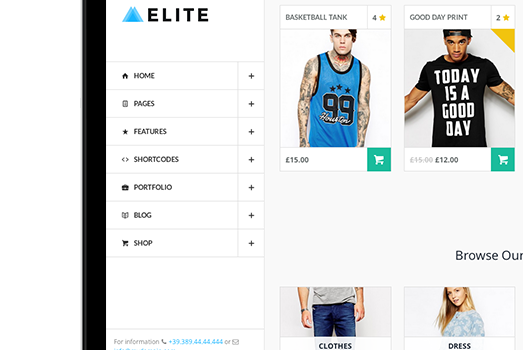 ELITE
HOME +
PAGES +
FEATURES +
SHORTCODES +
PORTFOLIO +
BLOG +
SHOP +
For information +39.389.44.44.444 or
BASKETBALL TANK 4
99
Houston
£15.00
GOOD DAY PRINT 2
TODAY
IS A
GOOD
DAY
£15.00 £12.00
Browse Our
CLOTHES
DRESS